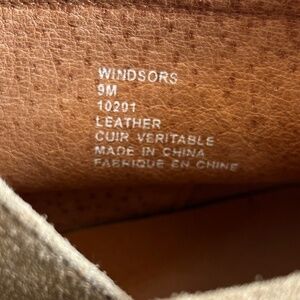 WINDSORS
9M
10201
LEATHER
CUIR VERITABLE
MADE IN CHINA
FABRIQUE EN CHINE